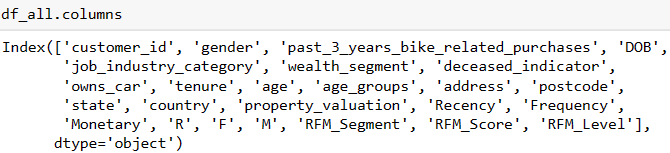 df_all.columns
Index(['customer_id', 'gender', 'past_3_years_bike_related_purchases', 'DOB',
'job_industry_category', 'wealth_segment', 'deceased_indicator',
'owns_car', 'tenure', 'age', 'age_groups', 'address', 'postcode',
'state', 'country', 'property_valuation', 'Recency', 'Frequency',
'Monetary', 'R', 'F', 'M', 'RFM_Segment', 'RFM_Score', 'RFM_Level'],
dtype='object')